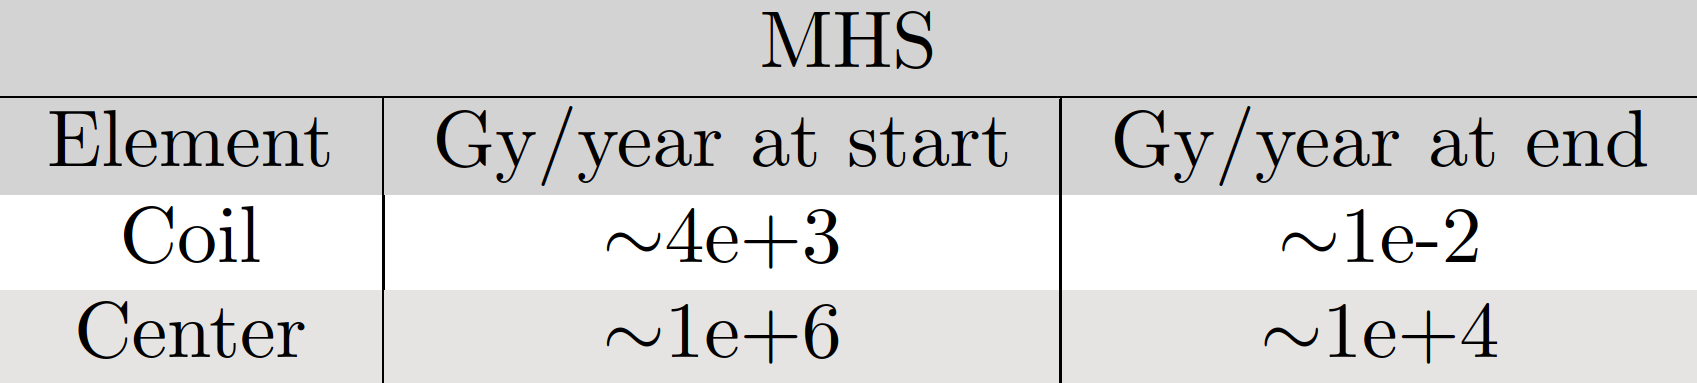 MHS
Element Gy/year at start Gy/year at end
Coil ~4e+3 ~1e-2
Center ~1e+6 ~1e+4